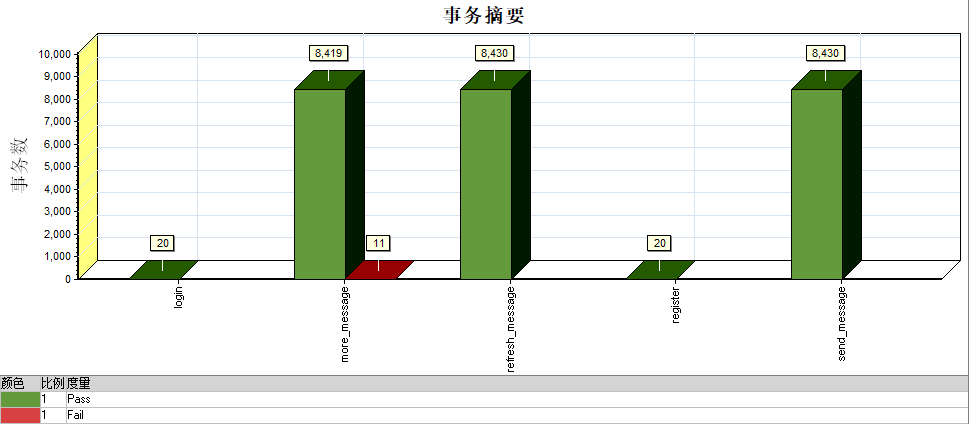 事务摘要
事务数
10,000
9,000
8,000
7,000
6,000
5,000
4,000
3,000
2,000
1,000
0
20
8,419
11
8,430
20
8,430
login
more_message
refresh_message
register
send_message
颜色 比例 度量
1 Pass
1 Fail